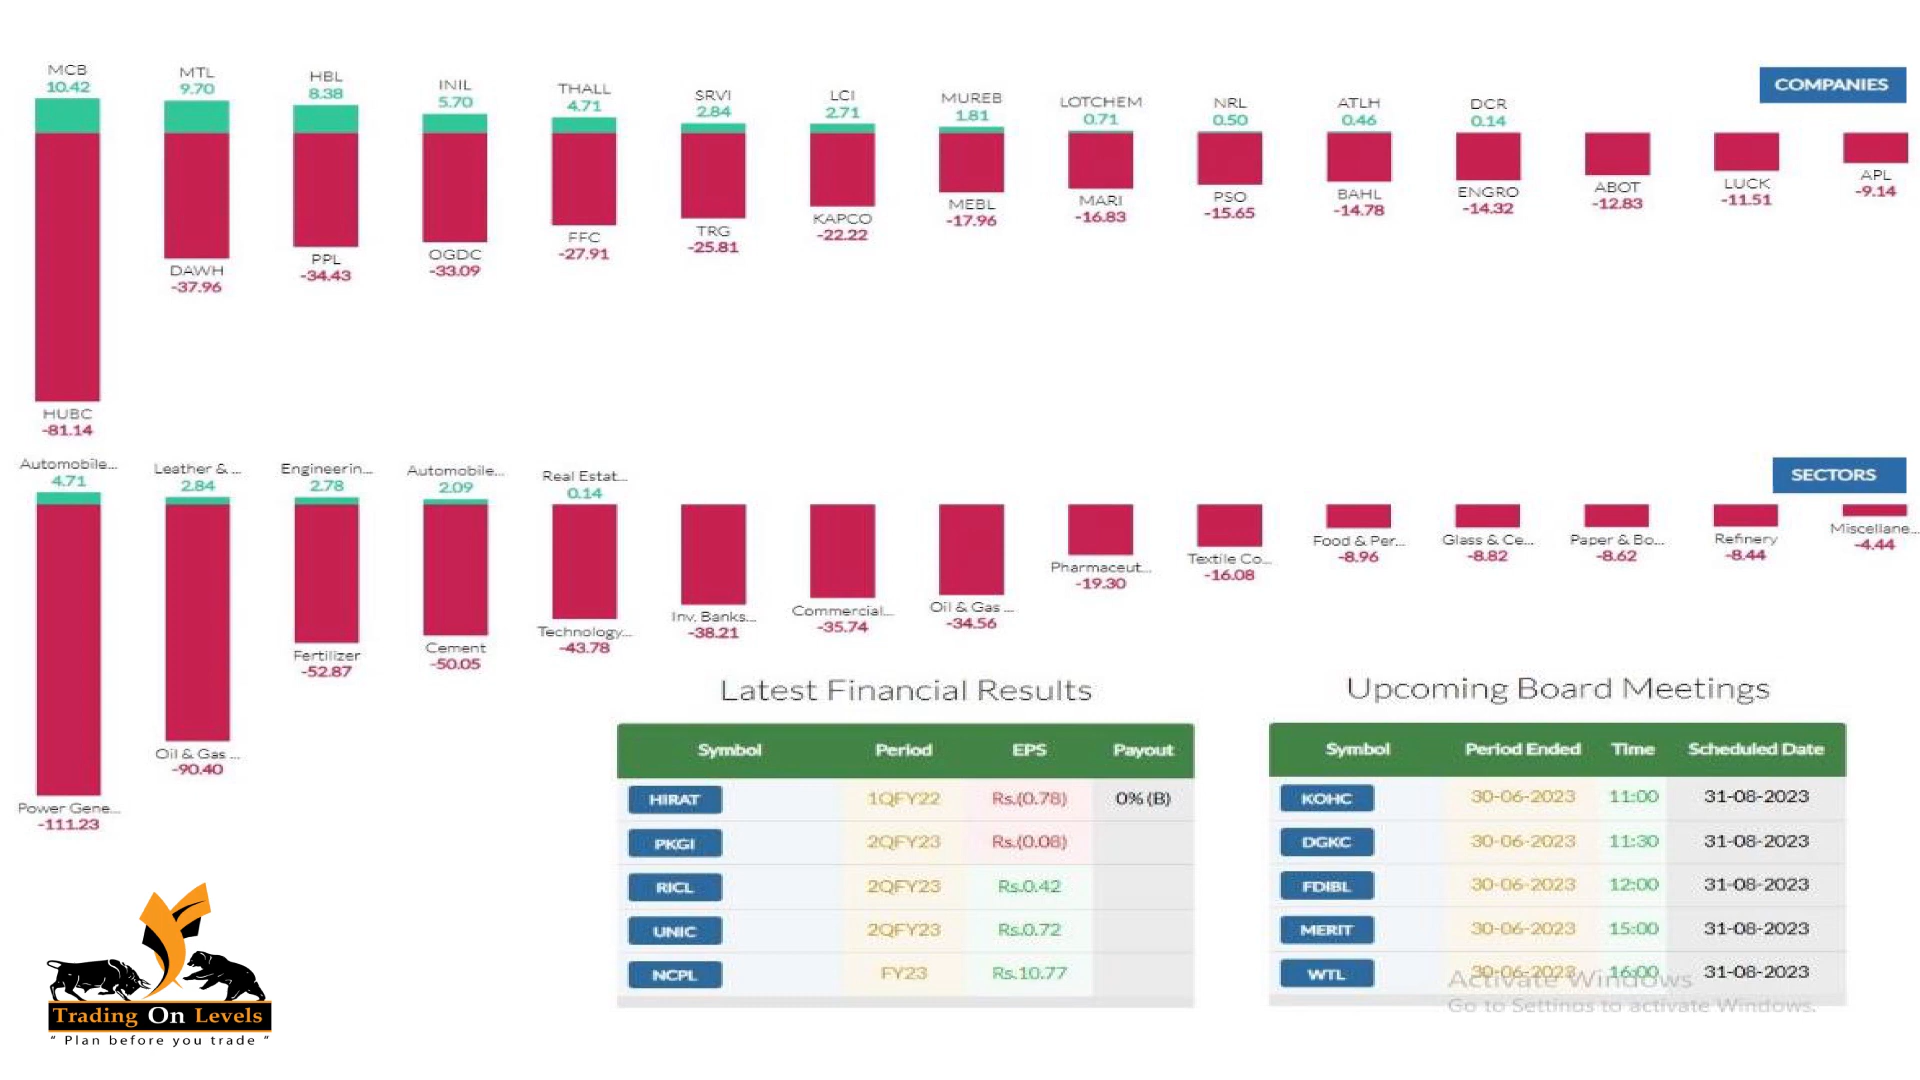 MCB
10.42
MTL
9.70
HBL
8.38
INIL
5.70
THALL
4.71
SRVI
2.84
LCI
2.71
MUREB
1.81
LOTCHEM
0.71
NRL
0.50
ATLH
0.46
DCR
0.14
COMPANIES
HUBC
-81.14
DAWH
-37.96
PPL
-34.43
OGDC
-33.09
FFC
-27.91
TRG
-25.81
KAPCO
-22.22
MEBL
-17.96
MARI
-16.83
PSO
-15.65
BAHL
-14.78
ENGRO
-14.32
ABOT
-12.83
LUCK
-11.51
APL
-9.14
Automobile...
4.71
Leather & ...
2.84
Engineerin...
2.78
Automobile...
2.09
Real Estat...
0.14
SECTORS
Power Gene...
-111.23
Oil & Gas ...
-90.40
Fertilizer
-52.87
Cement
-50.05
Technology...
-43.78
Inv. Banks...
-38.21
Commercial...
-35.74
Oil & Gas ...
-34.56
Pharmaceut...
-19.30
Textile Co...
-16.08
Food & Per...
-8.96
Glass & Ce...
-8.82
Paper & Bo...
-8.62
Refinery
-8.44
Miscellane...
-4.44
Latest Financial Results
Symbol Period EPS Payout
HIRAT 1QFY22 Rs.(0.78) 0% (B)
PKGI 2QFY23 Rs.(0.08)
RICL 2QFY23 Rs.0.42
UNIC 2QFY23 Rs.0.72
NCPL FY23 Rs.10.77
Upcoming Board Meetings
Symbol Period Ended Time Scheduled Date
KOHC 30-06-2023 11:00 31-08-2023
DGKC 30-06-2023 11:30 31-08-2023
FDIBL 30-06-2023 12:00 31-08-2023
MERIT 30-06-2023 15:00 31-08-2023
WTL 30-06-2023 16:00 31-08-2023
Activate Windows
Go to Settings to activate Windows.
Trading On Levels
" Plan before you trade "